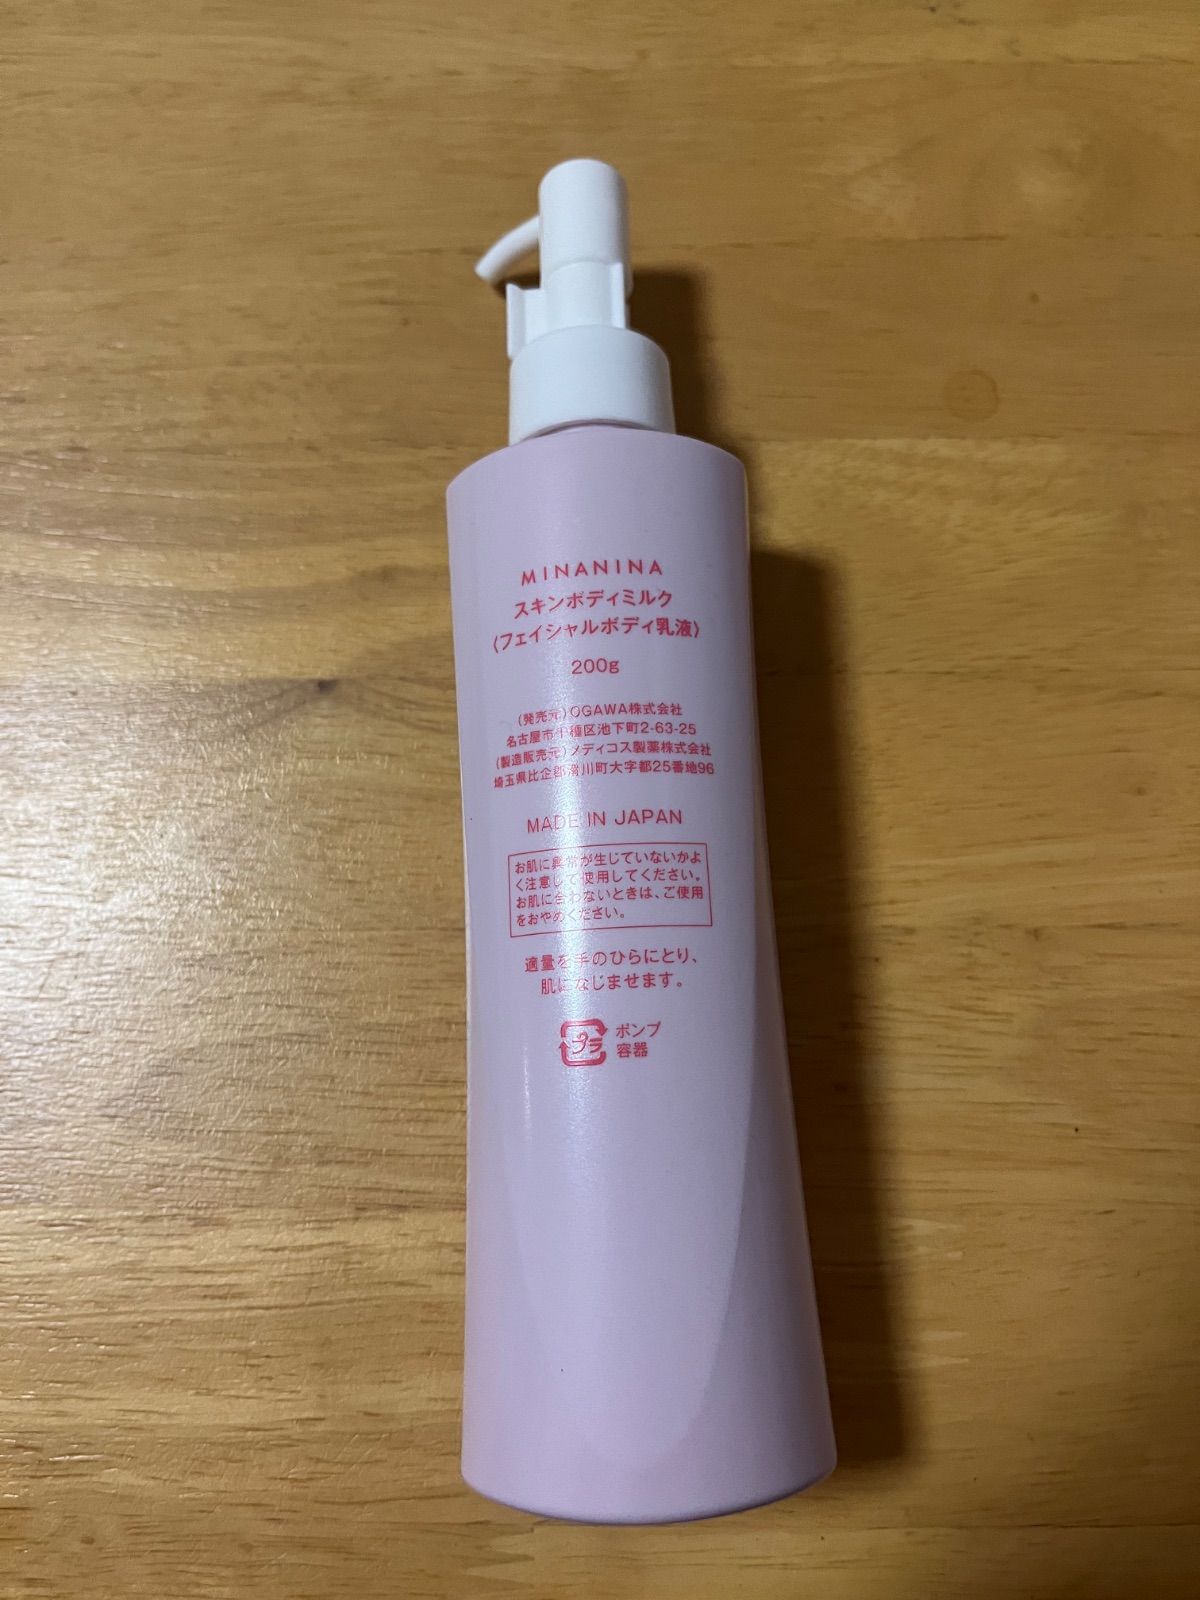 MINANINA
スキンボディミルク
〈フェイシャルボディ乳液〉
200g
(発売元)OGAWA株式会社
名古屋市千種区池下町2-63-25
(製造販売元)メディコス製薬株式会社
埼玉県比企郡滑川町大字都25番地96
MADE IN JAPAN
お肌に異常が生じていないかよ
く注意して使用してください。
お肌に合わないときは、ご使用
をおやめください。
適量を手のひらにとり、
肌になじませます。
プラ ポンプ
容器